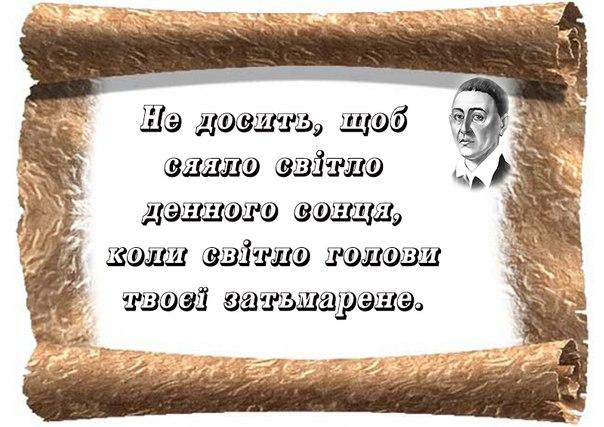 Не досить, щоб
сяяло світло
денного сонця,
коли світло голови
твоєї затьмарене.